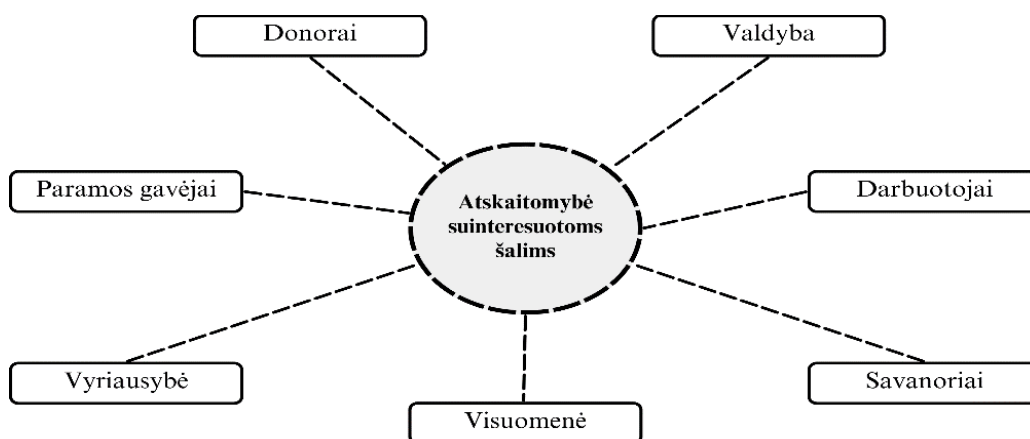 Donorai
Valdyba
Paramos gavėjai
Atskaitomybė
suinteresuotoms
šalims
Darbuotojai
Vyriausybė
Visuomenė
Savanoriai